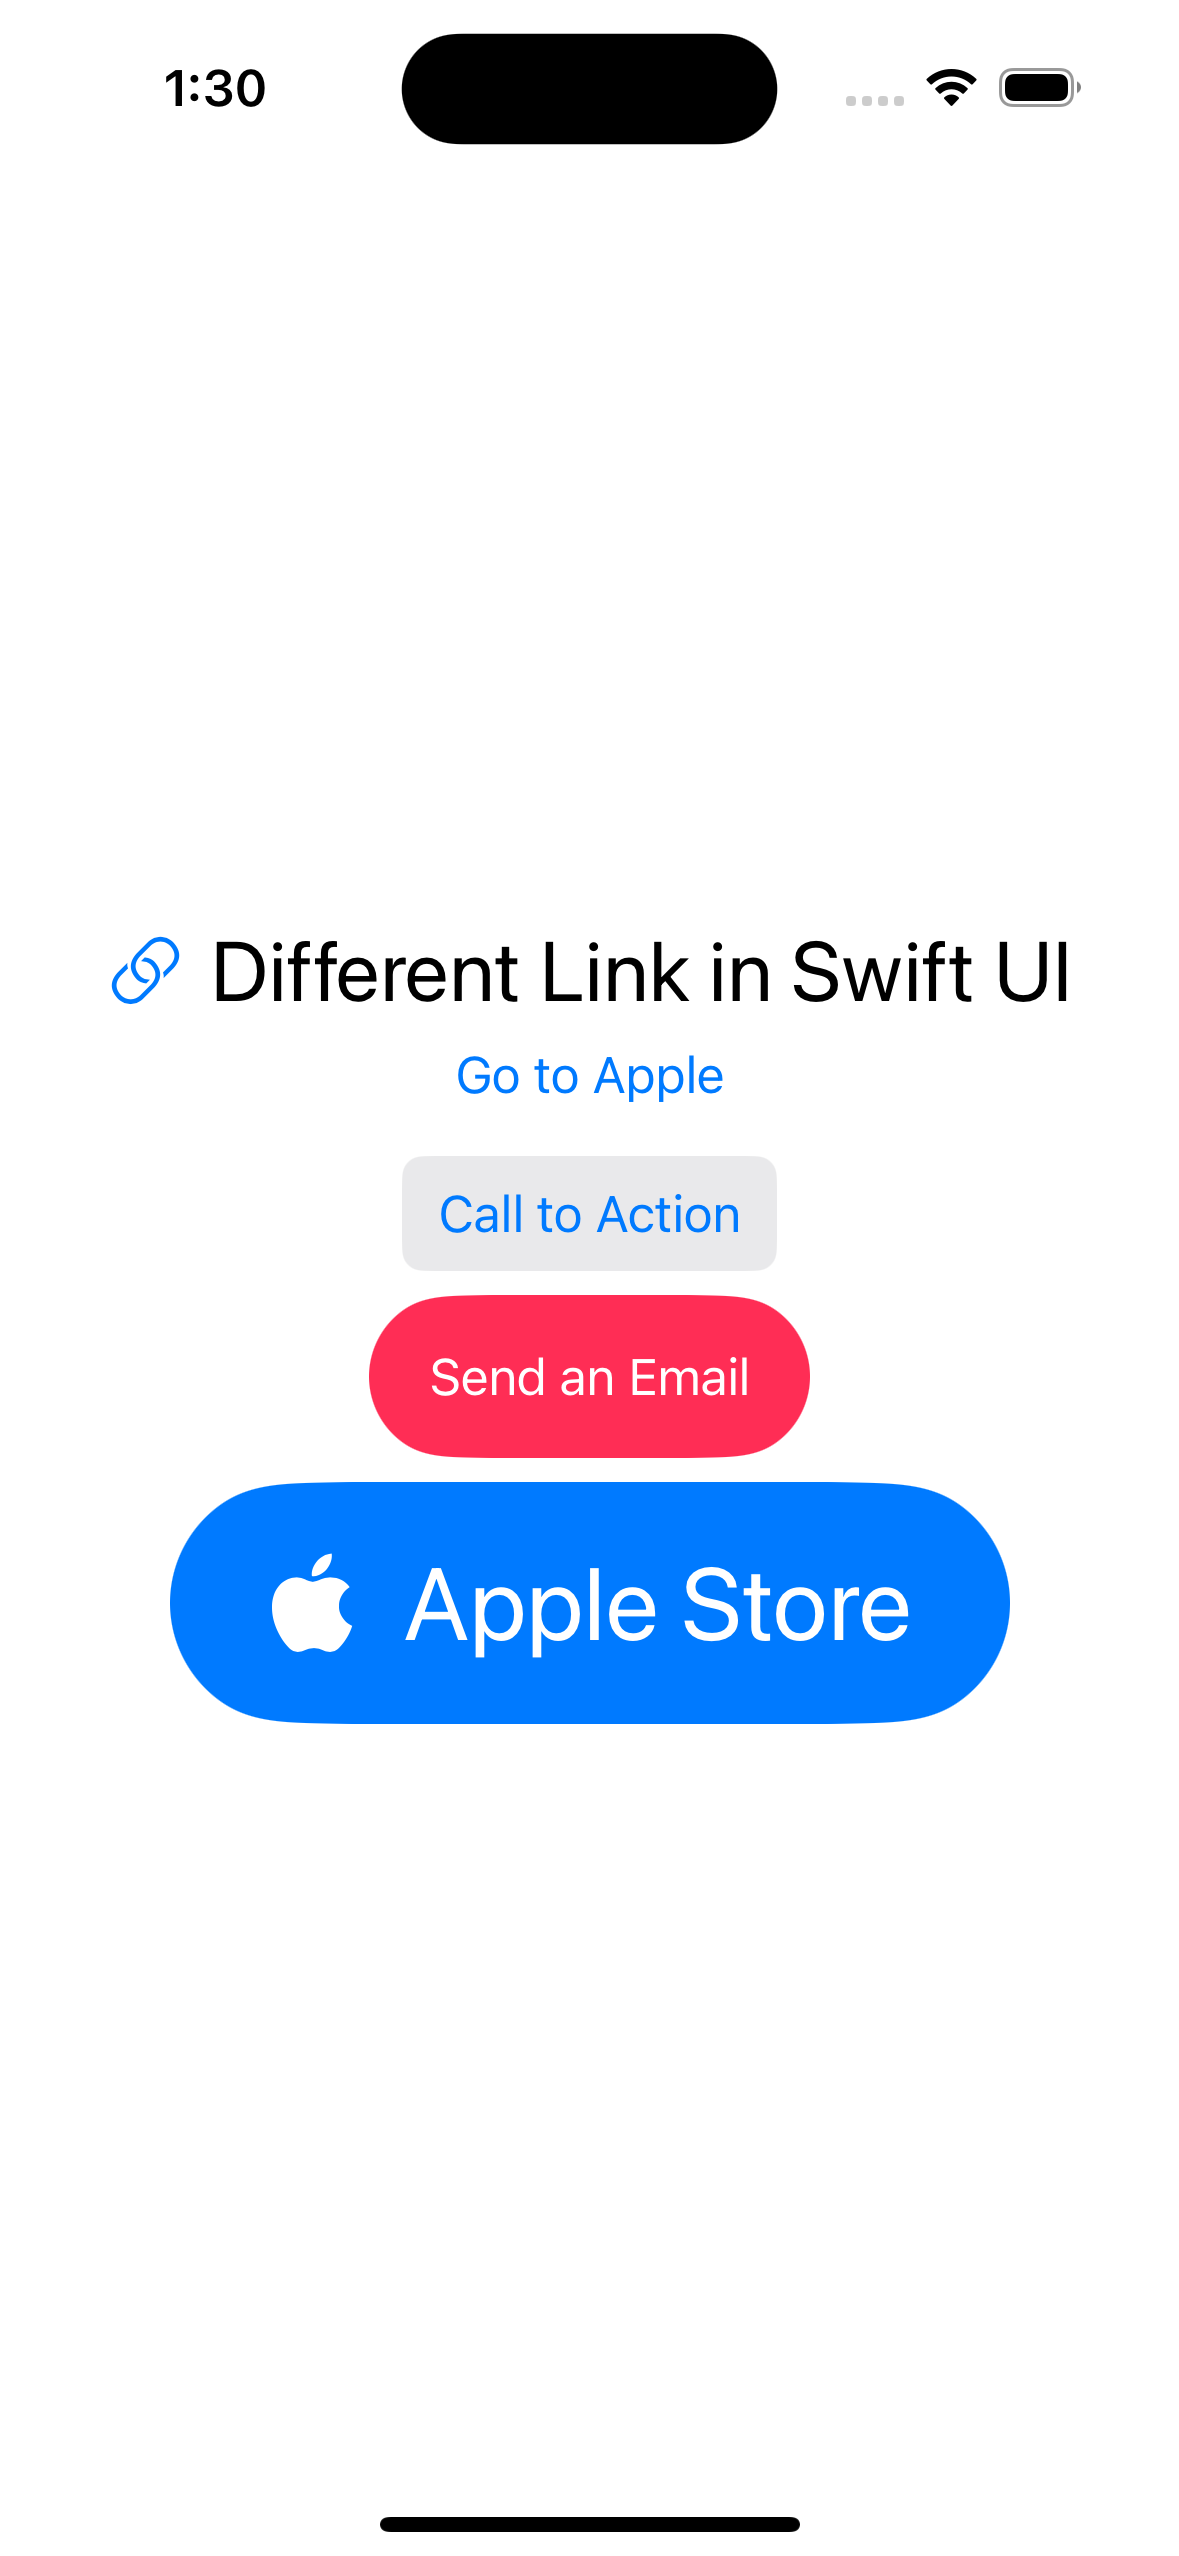 1:30
Different Link in Swift UI
Go to Apple
Call to Action
Send an Email
Apple Store